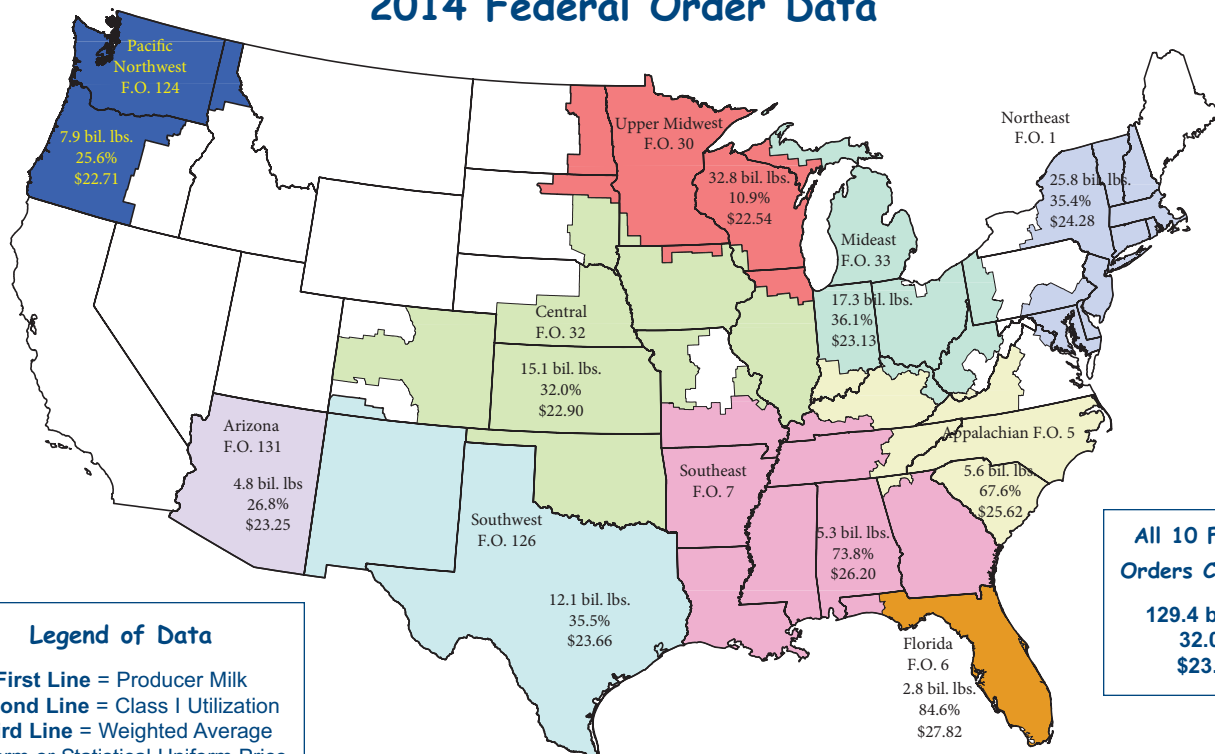 2014 Federal Order Data
Pacific
Northwest
F.O. 124
7.9 bil. lbs.
25.6%
$22.71
Upper Midwest
F.O. 30
32.8 bil. lbs.
10.9%
$22.54
Northeast
F.O. 1
25.8 bil. lbs.
35.4%
$24.28
Mideast
F.O. 33
17.3 bil. lbs.
36.1%
$23.13
Central
F.O. 32
15.1 bil. lbs.
32.0%
$22.90
Arizona
F.O. 131
4.8 bil. lbs
26.8%
$23.25
Southwest
F.O. 126
12.1 bil. lbs.
35.5%
$23.66
Southeast
F.O. 7
5.3 bil. lbs.
73.8%
$26.20
Appalachian F.O. 5
5.6 bil. lbs.
67.6%
$25.62
Florida
F.O. 6
2.8 bil. lbs.
84.6%
$27.82
All 10 F
Orders C
129.4 b
32.0
$23.
Legend of Data
First Line = Producer Milk
ond Line = Class I Utilization
rd Line = Weighted Average
orm or Statistical Uniform Price